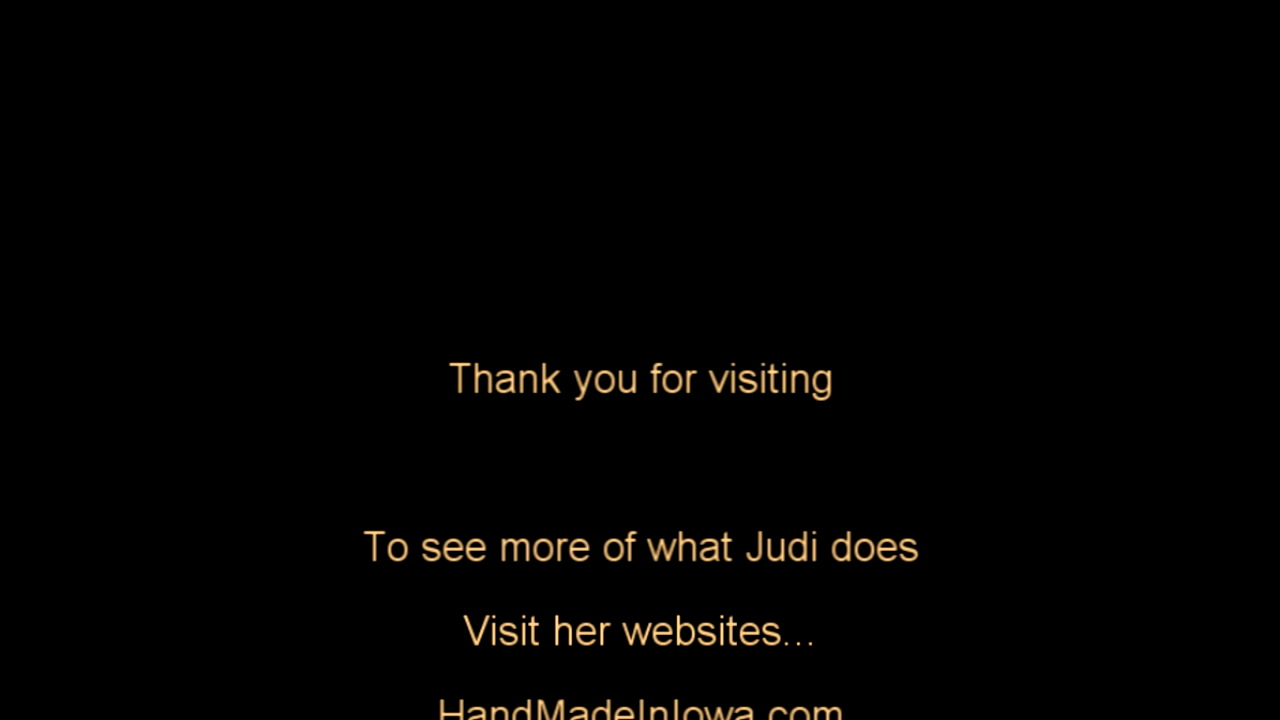 Thank you for visiting
To see more of what Judi does
Visit her websites...
HandMadeInIowa.com